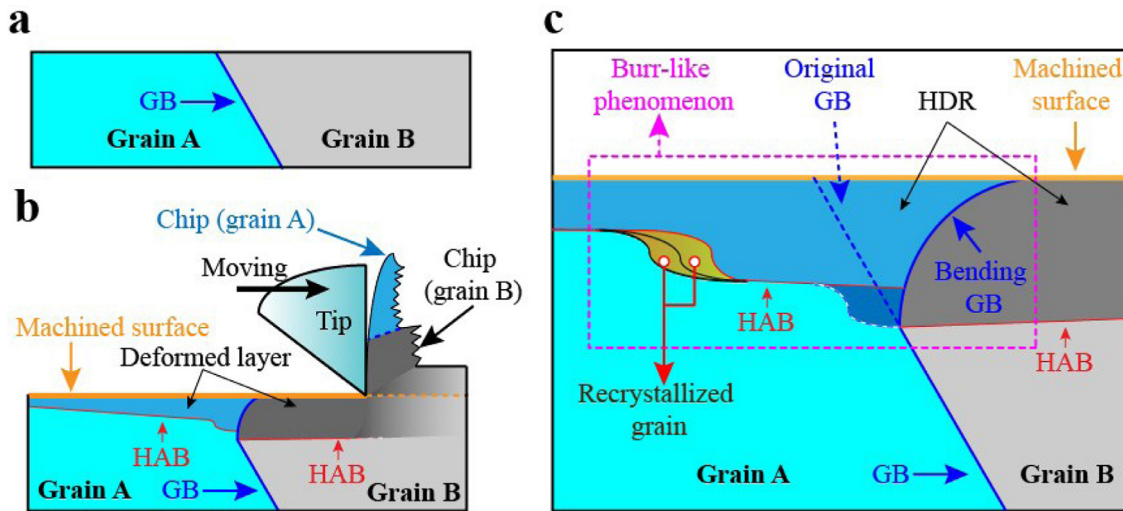 a
GB
Grain A
Grain B
b
Chip (grain A)
Moving
Chip
(grain B)
Tip
Machined surface
Deformed layer
HAB
HAB
Grain A
GB
Grain B
c
Burr-like
phenomenon
Original
GB
HDR
Machined
surface
Bending
GB
HAB
HAB
Recrystallized
grain
Grain A
GB
Grain B